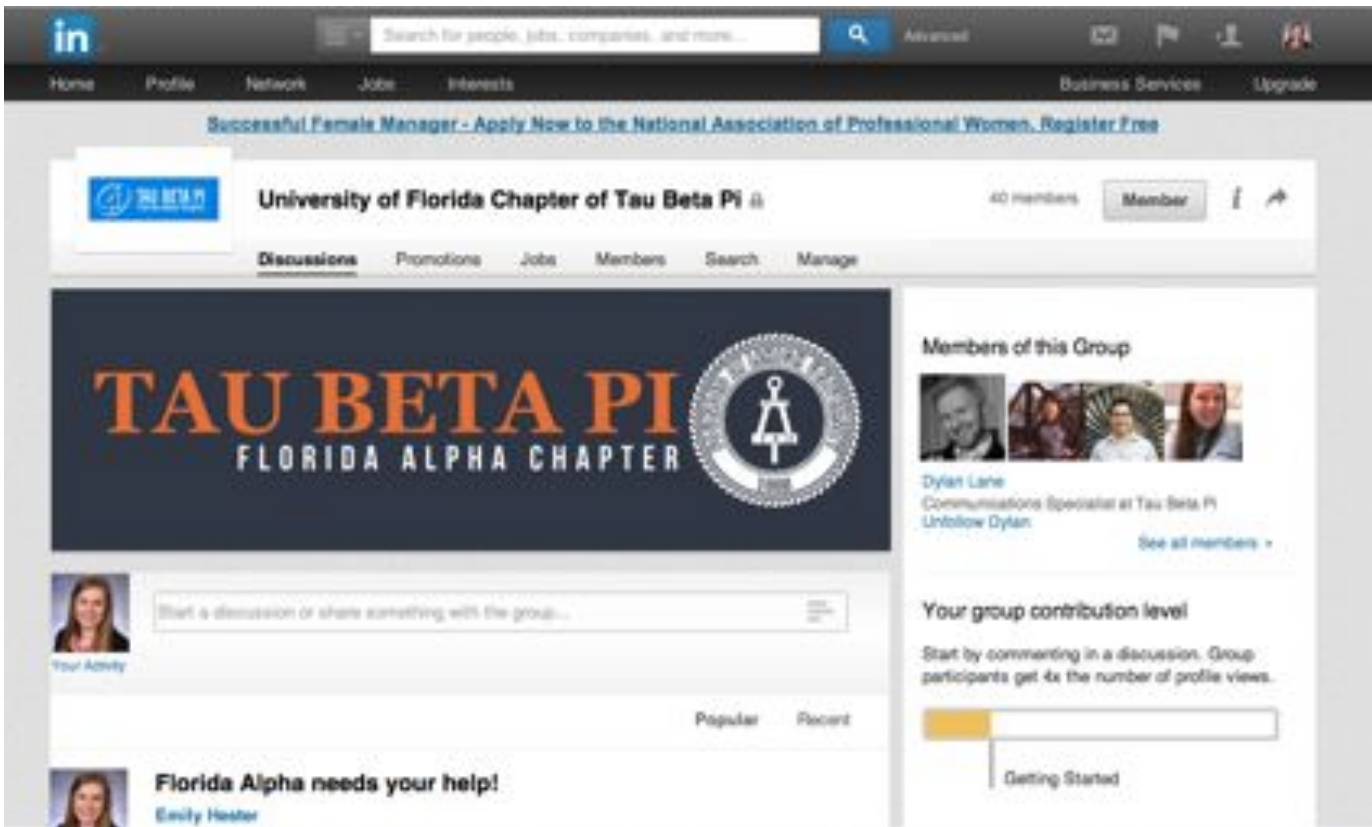 in
Search for people, jobs, companies, and more...
Advanced
Home Profile Network Jobs Interests Business Services Upgrade
Successful Female Manager - Apply Now to the National Association of Professional Women. Register Free
TAU BETA PI
University of Florida Chapter of Tau Beta Pi
40 members
Member
i
Discussions Promotions Jobs Members Search Manage
TAU BETA PI
FLORIDA ALPHA CHAPTER
Members of this Group
Dylan Lane
Communications Specialist at Tau Beta Pi
Unfollow Dylan
See all members
Start a discussion or share something with the group...
Your Activity
Your group contribution level
Start by commenting in a discussion. Group
participants get 4x the number of profile views.
Getting Started
Popular Recent
Florida Alpha needs your help!
Emily Hester